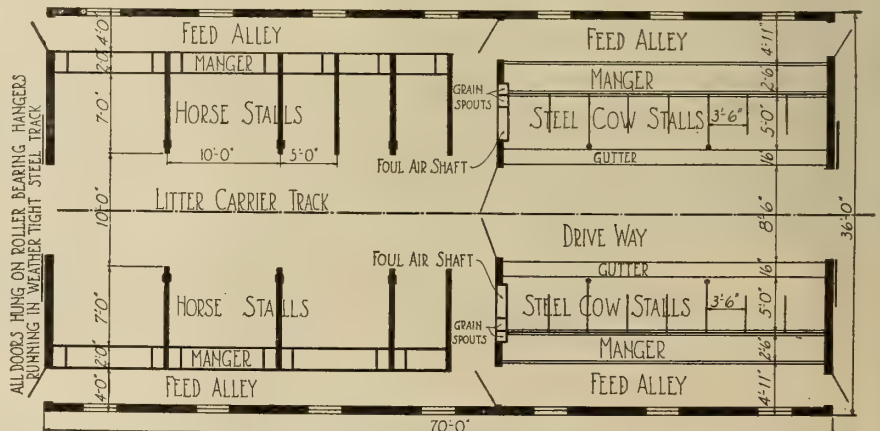 FEED ALLEY
FEED ALLEY
4'-0"
4'-11"
2'-0"
MANGER
MANGER
2'-6"
GRAIN
SPOUTS
7'-0"
HORSE STALLS
STEEL COW STALLS
3'-6"
5'-0"
10'-0"
5'-0"
FOUL AIR SHAFT
GUTTER
16"
ALL DOORS HUNG ON ROLLER BEARING HANGERS
RUNNING IN WEATHER TIGHT STEEL TRACK
10'-0"
LITTER CARRIER TRACK
8'-6"
36'-0"
DRIVE WAY
FOUL AIR SHAFT
GUTTER
16"
7'-0"
HORSE STALLS
STEEL COW STALLS
3'-6"
5'-0"
GRAIN
SPOUTS
2'-0"
MANGER
MANGER
2'-6"
4'-0"
FEED ALLEY
FEED ALLEY
4'-11"
70'-0"